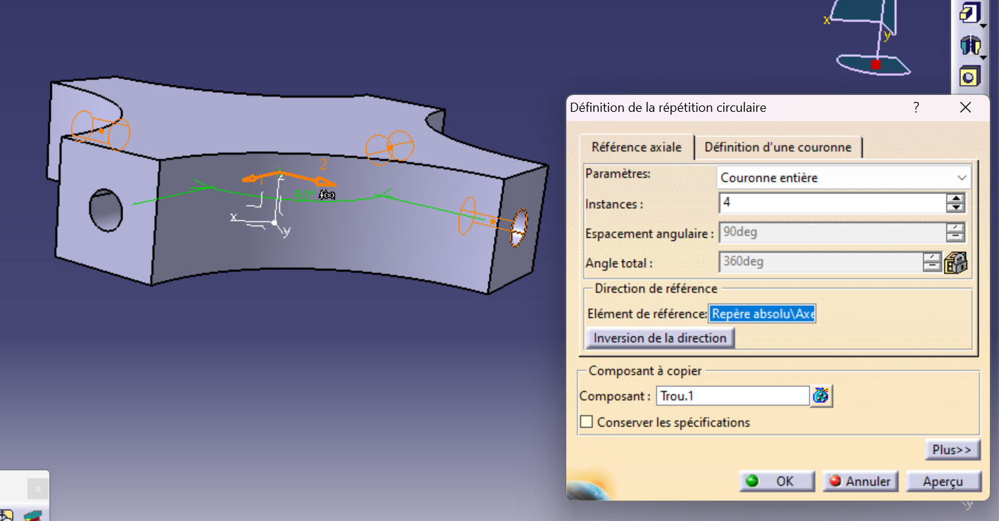 x
y
Définition de la répétition circulaire
?
Référence axiale
Définition d'une couronne
Paramètres:
Couronne entière
Instances :
4
Espacement angulaire :
90deg
Angle total :
360deg
Direction de référence
Elément de référence:
Repère absolu\Axe
Inversion de la direction
Composant à copier
Composant :
Trou.1
Conserver les spécifications
Plus>>
OK
Annuler
Aperçu
2
1
z
f(x)
x
y
y